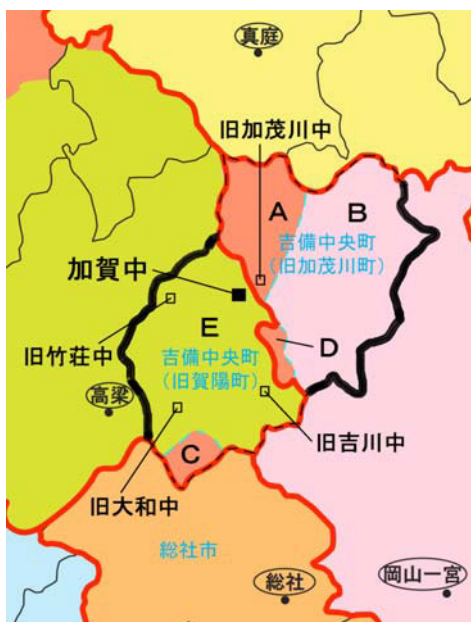 真庭
旧加茂川中
A
B
吉備中央町
(旧加茂川町)
加賀中
E
D
旧竹荘中
吉備中央町
(旧賀陽町)
高梁
旧吉川中
C
旧大和中
総社市
総社
岡山一宮